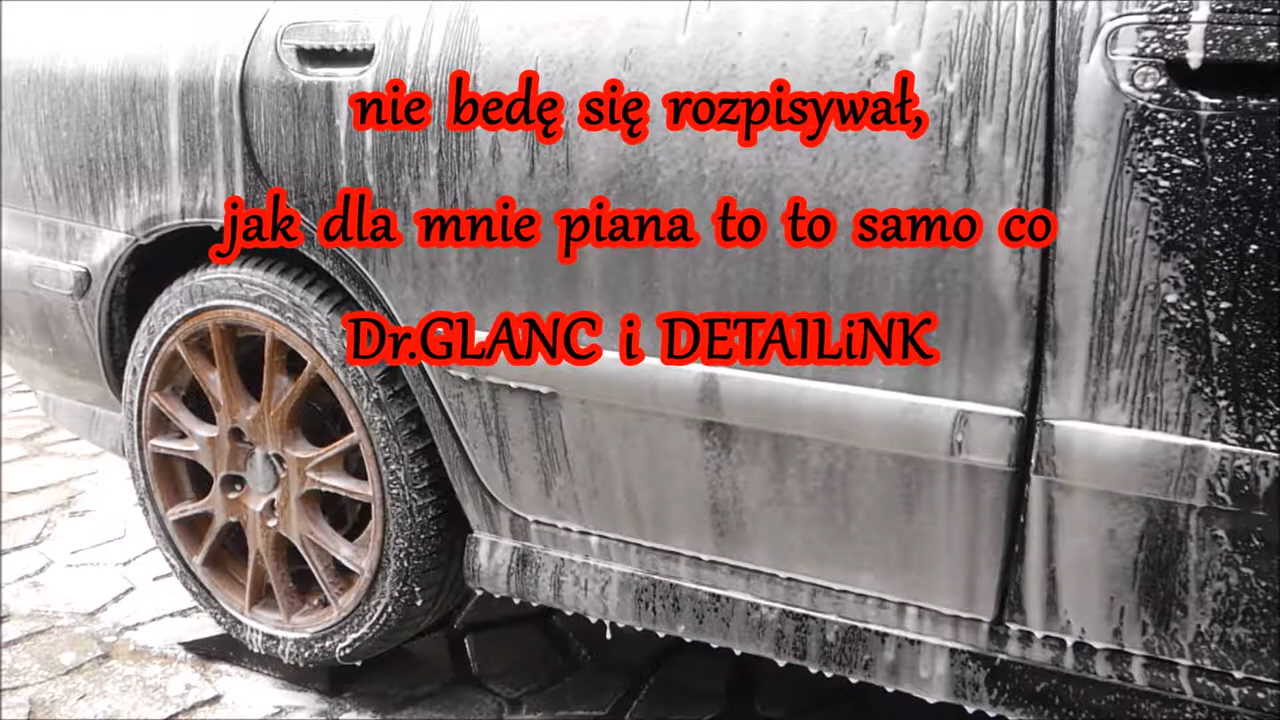 nie bedę się rozpisywał,
jak dla mnie piana to to samo co
Dr.GLANC i DETAILiNK